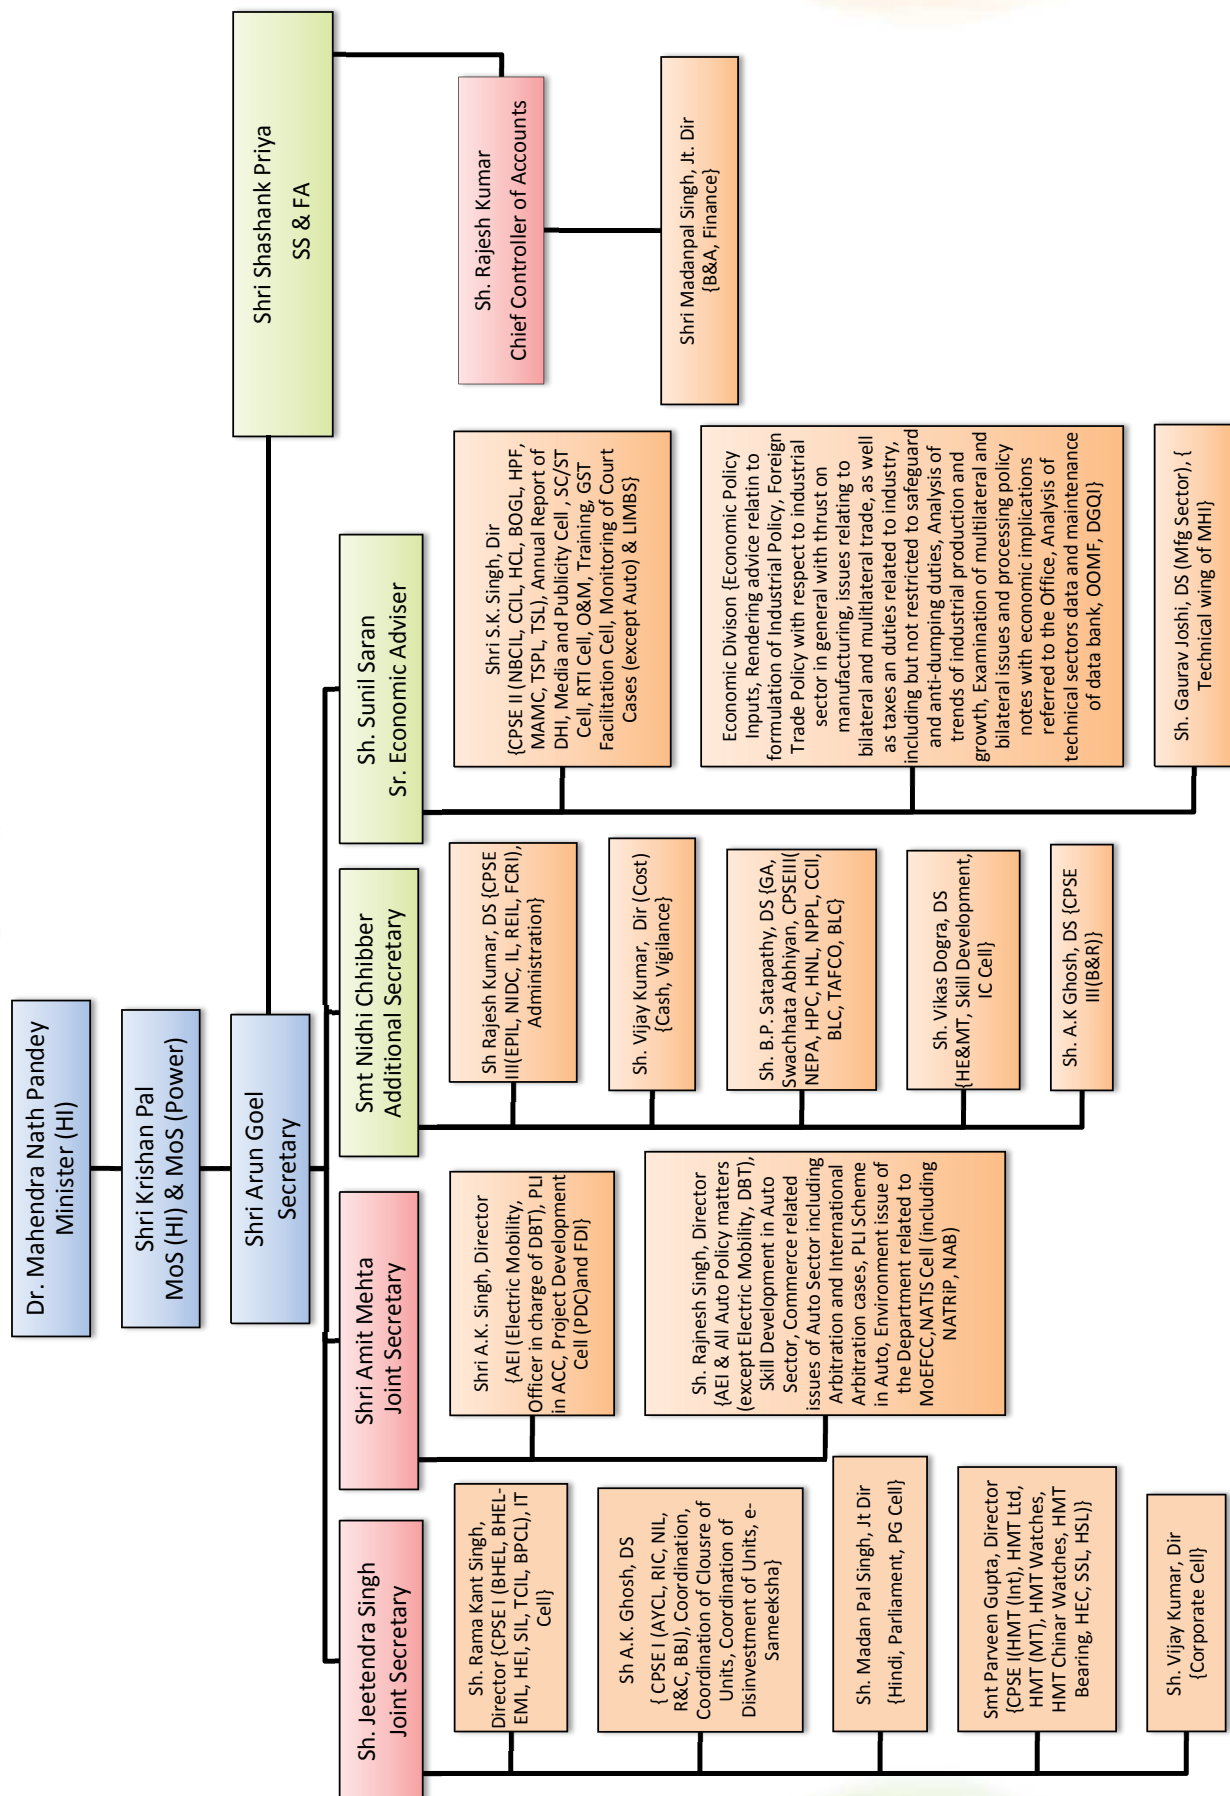 Dr. Mahendra Nath Pandey
Minister (HI)
Shri Krishan Pal
MoS (HI) & MoS (Power)
Shri Arun Goel
Secretary
Shri Shashank Priya
SS & FA
Sh. Jeetendra Singh
Joint Secretary
Shri Amit Mehta
Joint Secretary
Smt Nidhi Chhibber
Additional Secretary
Sh. Sunil Saran
Sr. Economic Adviser
Sh. Rajesh Kumar
Chief Controller of Accounts
Shri Madanpal Singh, Jt. Dir
{B&A, Finance}
Sh. Rama Kant Singh,
Director {CPSE I (BHEL, BHEL-
EML, HEI, SIL, TCIL, BPCL), IT
Cell}
Sh A.K. Ghosh, DS
{ CPSE I (AYCL, RIC, NIL,
R&C, BBJ), Coordination,
Coordination of Clousre of
Units, Coordination of
Disinvestment of Units, e-
Sameeksha}
Sh. Madan Pal Singh, Jt Dir
{Hindi, Parliament, PG Cell}
Smt Parveen Gupta, Director
{CPSE I(HMT (Int), HMT Ltd,
HMT (MT), HMT Watches,
HMT Chinar Watches, HMT
Bearing, HEC, SSL, HSL)}
Sh. Vijay Kumar, Dir
{Corporate Cell}
Shri A.K. Singh, Director
{AEI (Electric Mobility,
Officer in charge of DBT), PLI
in ACC, Project Development
Cell (PDC)and FDI}
Sh. Rajnesh Singh, Director
{AEI & All Auto Policy matters
(except Electric Mobility, DBT),
Skill Development in Auto
Sector, Commerce related
issues of Auto Sector including
Arbitration and International
Arbitration cases, PLI Scheme
in Auto, Environment issue of
the Department related to
MoEFCC,NATIS Cell (including
NATRiP, NAB)
Sh Rajesh Kumar, DS {CPSE
III(EPIL, NIDC, IL, REIL, FCRI),
Administration}
Sh. Vijay Kumar, Dir (Cost)
{Cash, Vigilance}
Sh. B.P. Satapathy, DS {GA,
Swachhata Abhiyan, CPSEIII(
NEPA, HPC, HNL, NPPL, CCIl,
BLC, TAFCO, BLC}
Sh. Vikas Dogra, DS
{HE&MT, Skill Development,
IC Cell}
Sh. A.K Ghosh, DS {CPSE
III(B&R)}
Shri S.K. Singh, Dir
{CPSE II (NBCIL, CCIL, HCL, BOGL, HPF,
MAMC, TSPL, TSL), Annual Report of
DHI, Media and Publicity Cell , SC/ST
Cell, RTI Cell, O&M, Training, GST
Facilitation Cell, Monitoring of Court
Cases (except Auto) & LIMBS}
Economic Divison {Economic Policy
Inputs, Rendering advice relatin to
formulation of Industrial Policy, Foreign
Trade Policy with respect to industrial
sector in general with thrust on
manufacturing, issues relating to
bilateral and mulitlateral trade, as well
as taxes an duties related to industry,
including but not restricted to safeguard
and anti-dumping duties, Analysis of
trends of industrial production and
growth, Examination of multilateral and
bilateral issues and processing policy
notes with economic implications
referred to the Office, Analysis of
technical sectors data and maintenance
of data bank, OOMF, DGQI}
Sh. Gaurav Joshi, DS (Mfg Sector), {
Technical wing of MHI}